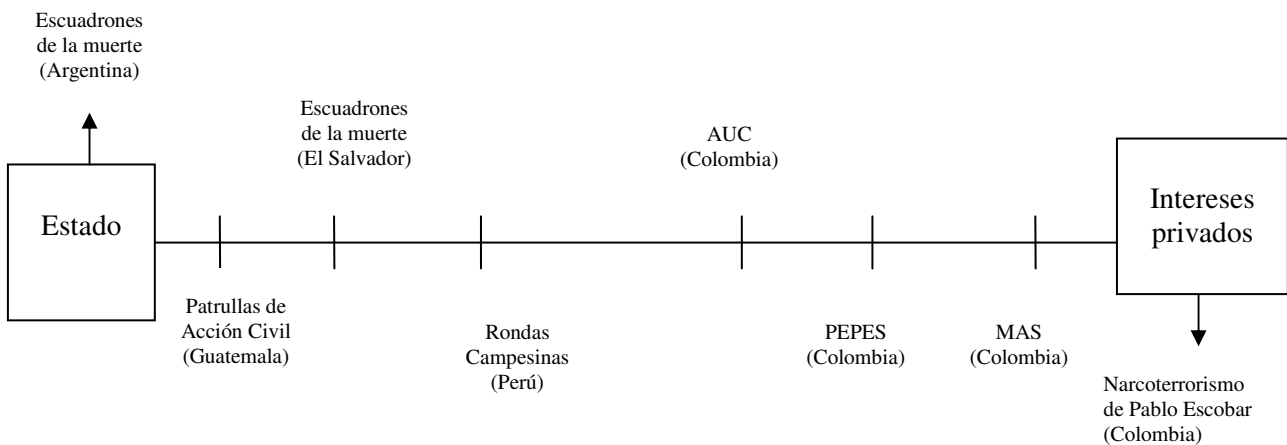 Escuadrones
de la muerte
(Argentina)
Escuadrones
de la muerte
(El Salvador)
AUC
(Colombia)
Estado
Intereses
privados
Patrullas de
Acción Civil
(Guatemala)
Rondas
Campesinas
(Perú)
PEPES
(Colombia)
MAS
(Colombia)
Narcoterrorismo
de Pablo Escobar
(Colombia)